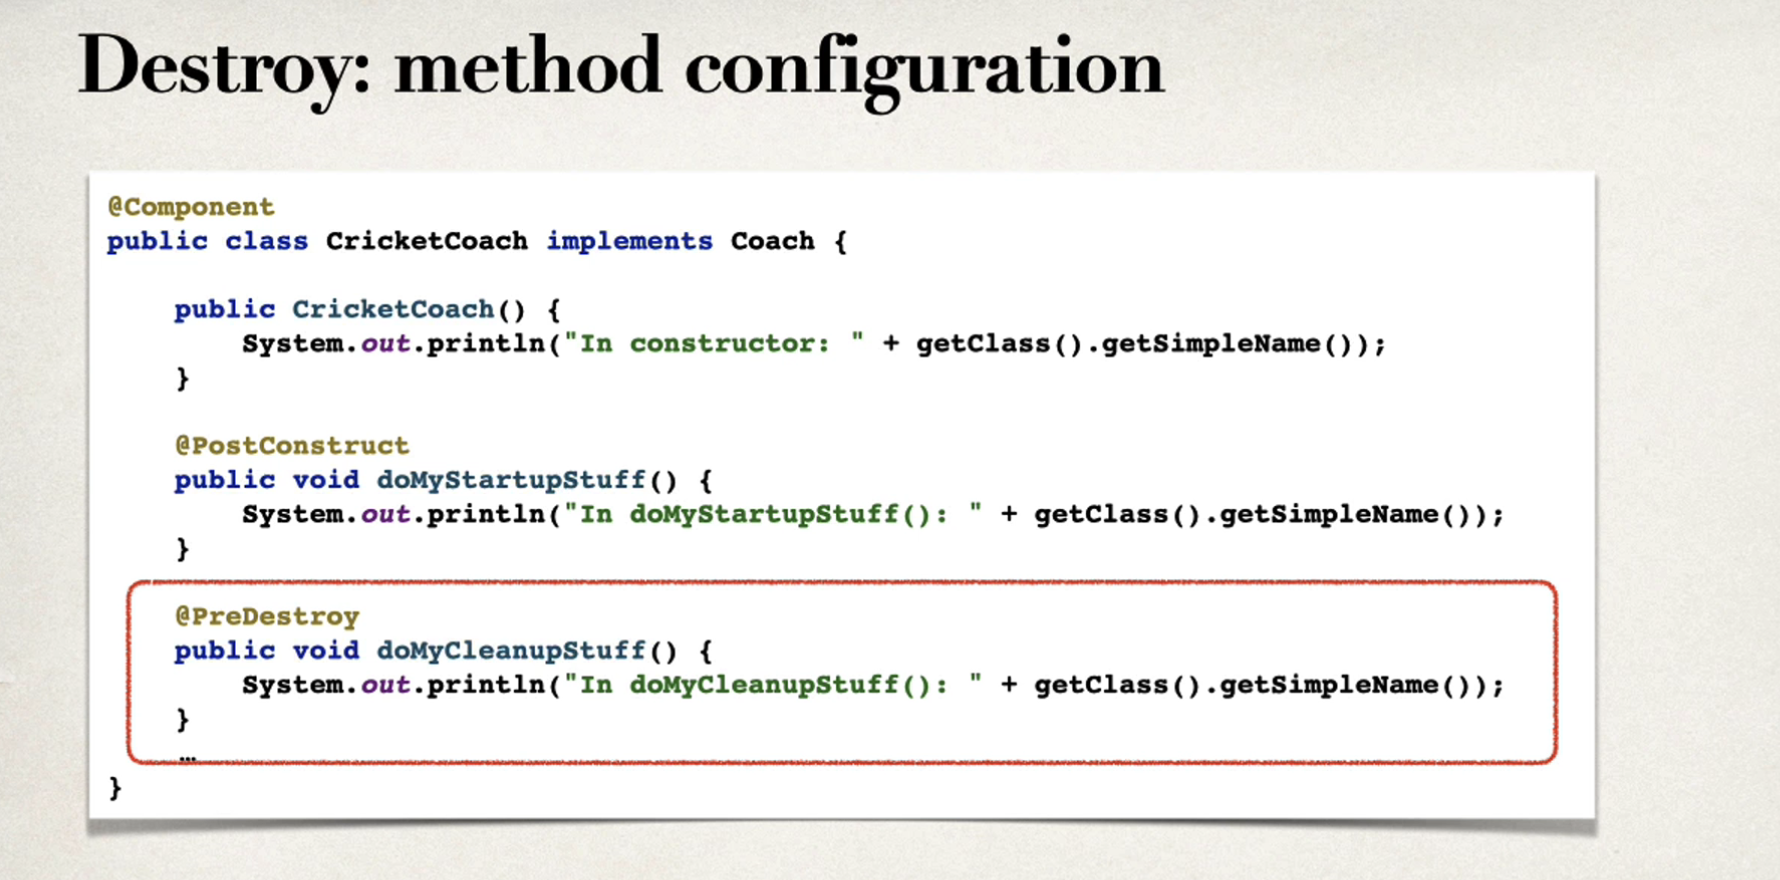 Destroy: method configuration
@Component
public class CricketCoach implements Coach {
public CricketCoach() {
System.out.println("In constructor: " + getClass().getSimpleName());
}
@PostConstruct
public void doMyStartupStuff() {
System.out.println("In doMyStartupStuff(): " + getClass().getSimpleName());
}
@PreDestroy
public void doMyCleanupStuff() {
System.out.println("In doMyCleanupStuff(): " + getClass().getSimpleName());
}
…
}